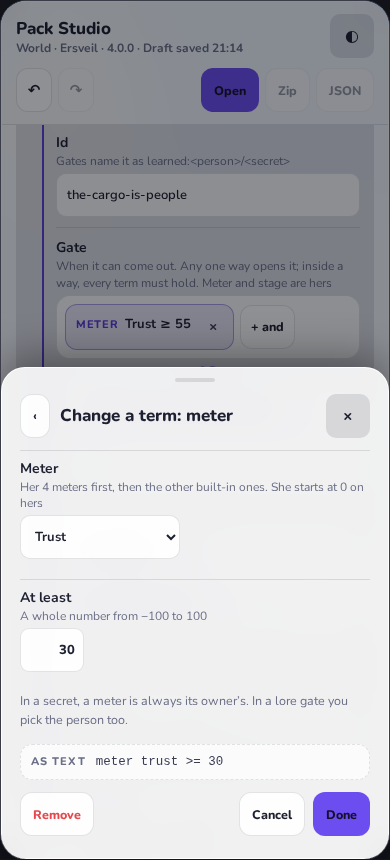 Pack Studio
World · Ersveil · 4.0.0 · Draft saved 21:14
Open
Zip
JSON
Id
Gates name it as learned:<person>/<secret>
the-cargo-is-people
Gate
When it can come out. Any one way opens it; inside a
way, every term must hold. Meter and stage are hers
METER Trust ≥ 55 ×
+ and
‹ Change a term: meter ×
Meter
Her 4 meters first, then the other built-in ones. She starts at 0 on
hers
Trust
At least
A whole number from −100 to 100
30
In a secret, a meter is always its owner’s. In a lore gate you
pick the person too.
AS TEXT meter trust >= 30
Remove
Cancel
Done